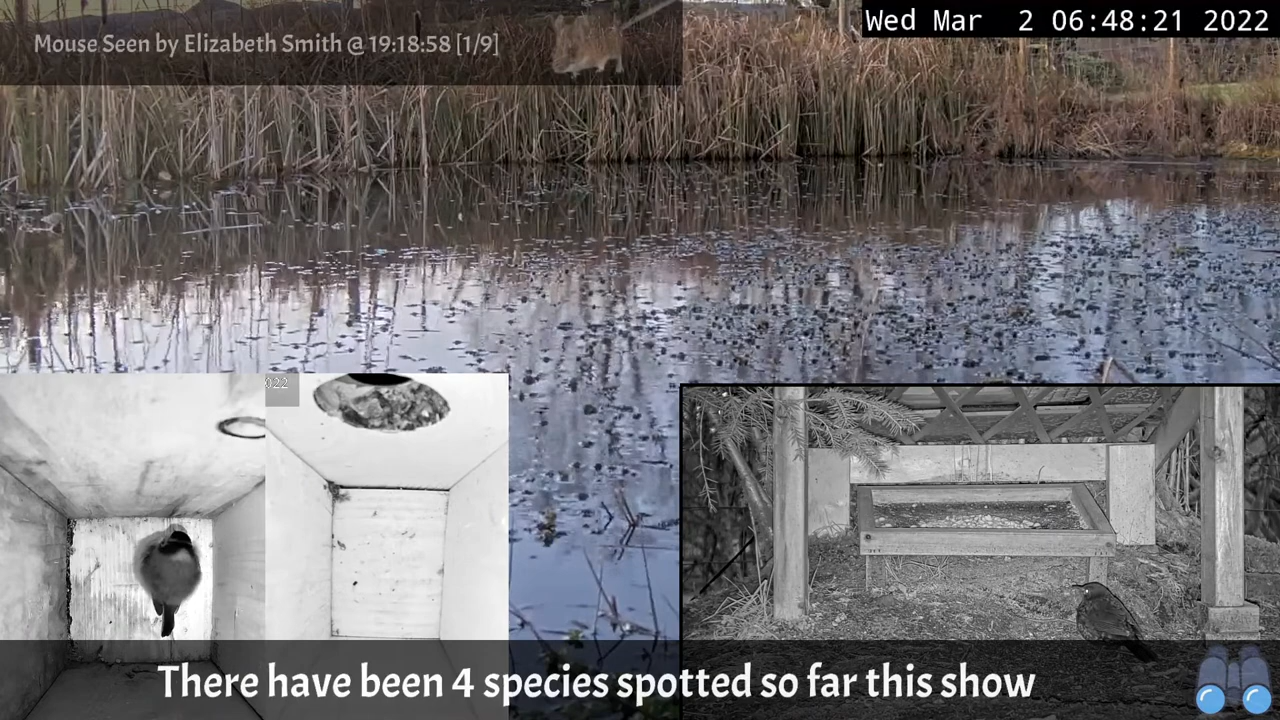 Mouse Seen by Elizabeth Smith @ 19:18:58 [1/9]
Wed Mar 2 06:48:21 2022
022
There have been 4 species spotted so far this show